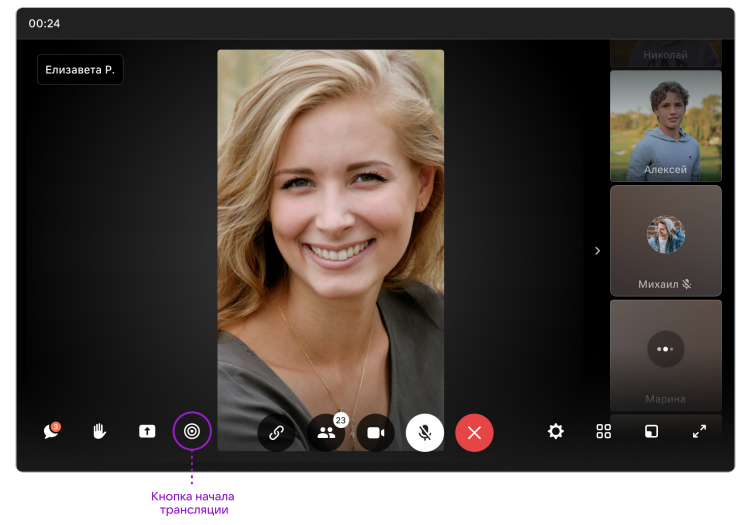 00:24
Елизавета Р.
Николай
Алексей
Михаил
Марина
3
23
Кнопка начала
трансляции